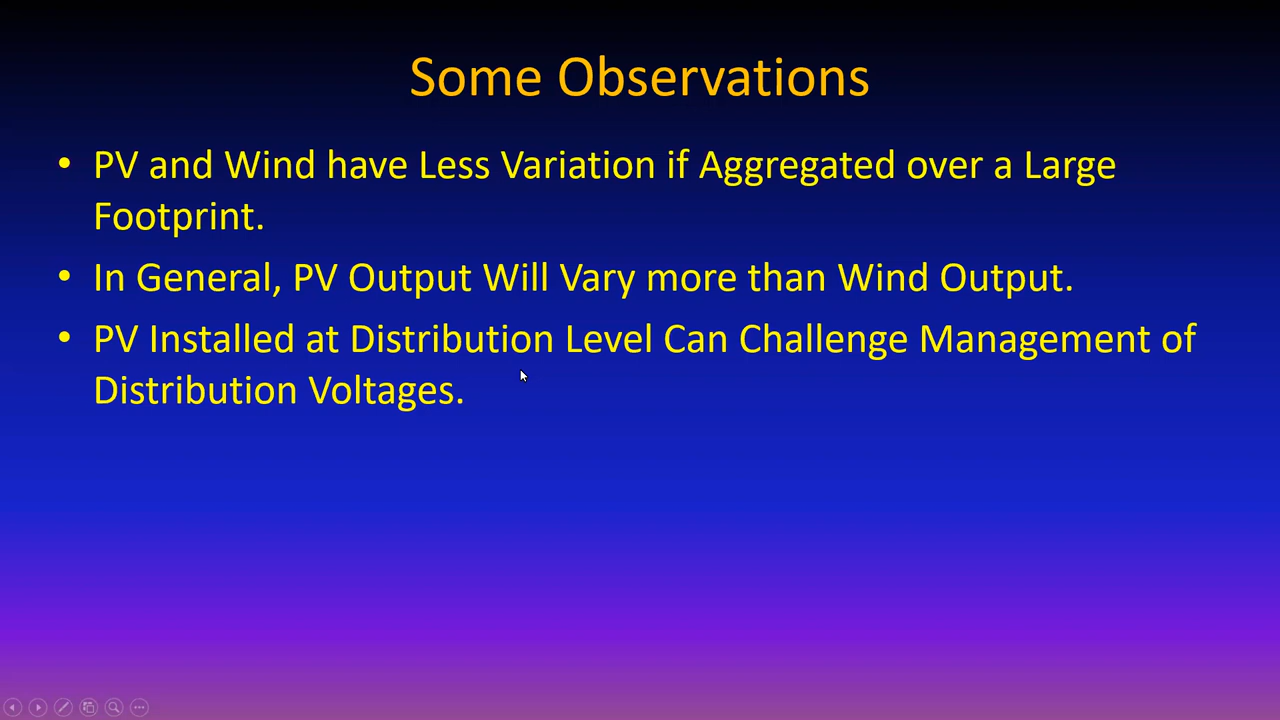 Some Observations
• PV and Wind have Less Variation if Aggregated over a Large
Footprint.
• In General, PV Output Will Vary more than Wind Output.
• PV Installed at Distribution Level Can Challenge Management of
Distribution Voltages.